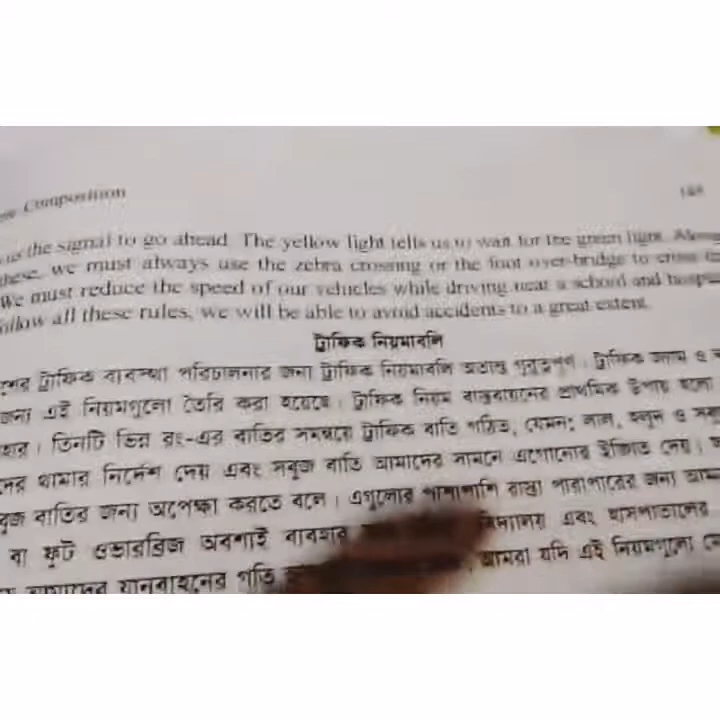 Composition
the signal to go ahead. The yellow light tells us to wait for the green light. Along
these, we must always use the zebra crossing or the foot over-bridge to cross
We must reduce the speed of our vehicles while driving near a school and
follow all these rules, we will be able to avoid accidents to a great extent.
ট্রাফিক নিয়মাবলি
ট্রাফিক ব্যবস্থা পরিচালনার জন্য ট্রাফিক নিয়মাবলি অত্যন্ত গুরুত্বপূর্ণ। ট্রাফিক
জন্য এই নিয়মগুলো তৈরি করা হয়েছে। ট্রাফিক নিয়ম বাস্তবায়নের প্রাথমিক উপায় হলো
তিনটি ভিন্ন রং-এর বাতির সমন্বয়ে ট্রাফিক বাতি গঠিত, যেমন: লাল, হলুদ ও
থামার নির্দেশ দেয় এবং সবুজ বাতি আমাদের সামনে এগোনোর ইঙ্গিত দেয়।
বাতির জন্য অপেক্ষা করতে বলে। এগুলোর পাশাপাশি রাস্তা পারাপারের জন্য
বা ফুট ওভারব্রিজ অবশ্যই ব্যবহার এবং হাসপাতালের
যানবাহনের গতি আমরা যদি এই নিয়মগুলো